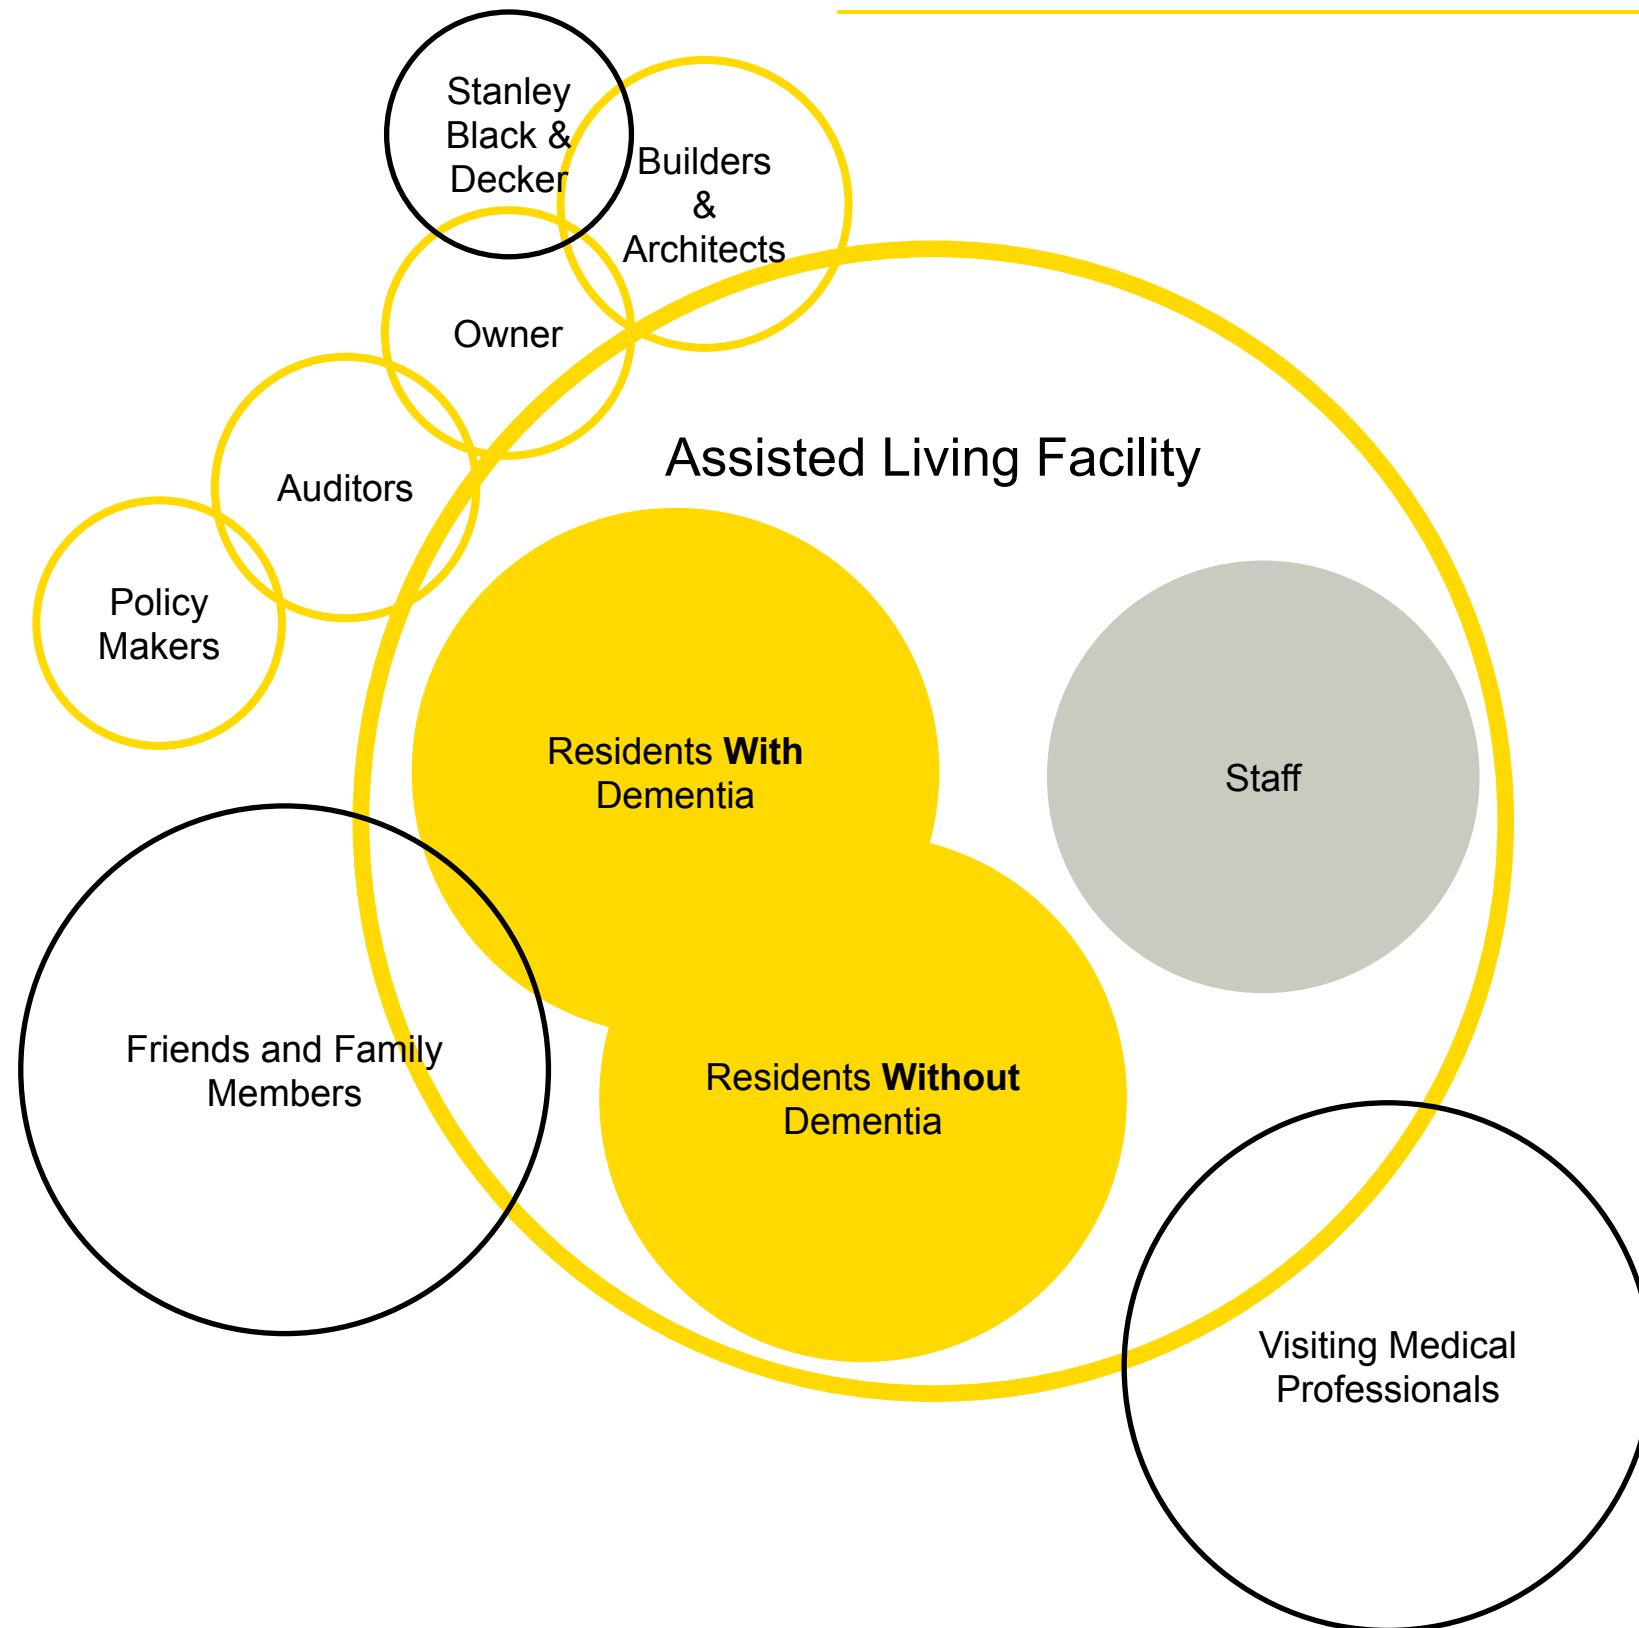 Stanley
Black &
Decker
Builders
&
Architects
Owner
Assisted Living Facility
Auditors
Policy
Makers
Residents With
Dementia
Staff
Friends and Family
Members
Residents Without
Dementia
Visiting Medical
Professionals